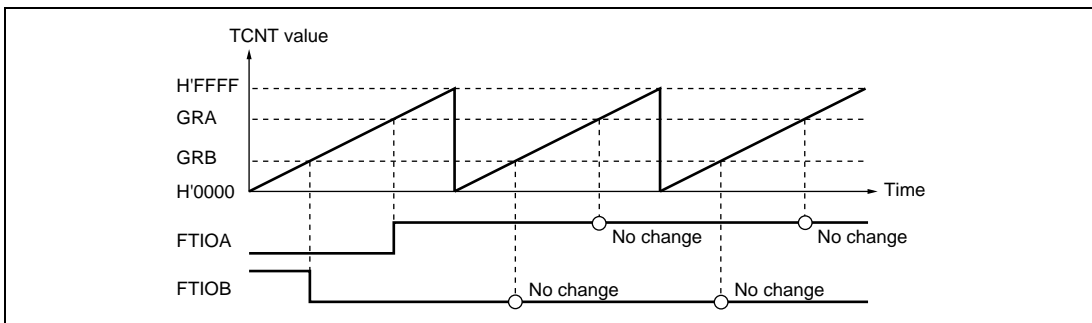 TCNT value
H'FFFF
GRA
GRB
H'0000
Time
FTIOA
No change
No change
FTIOB
No change
No change